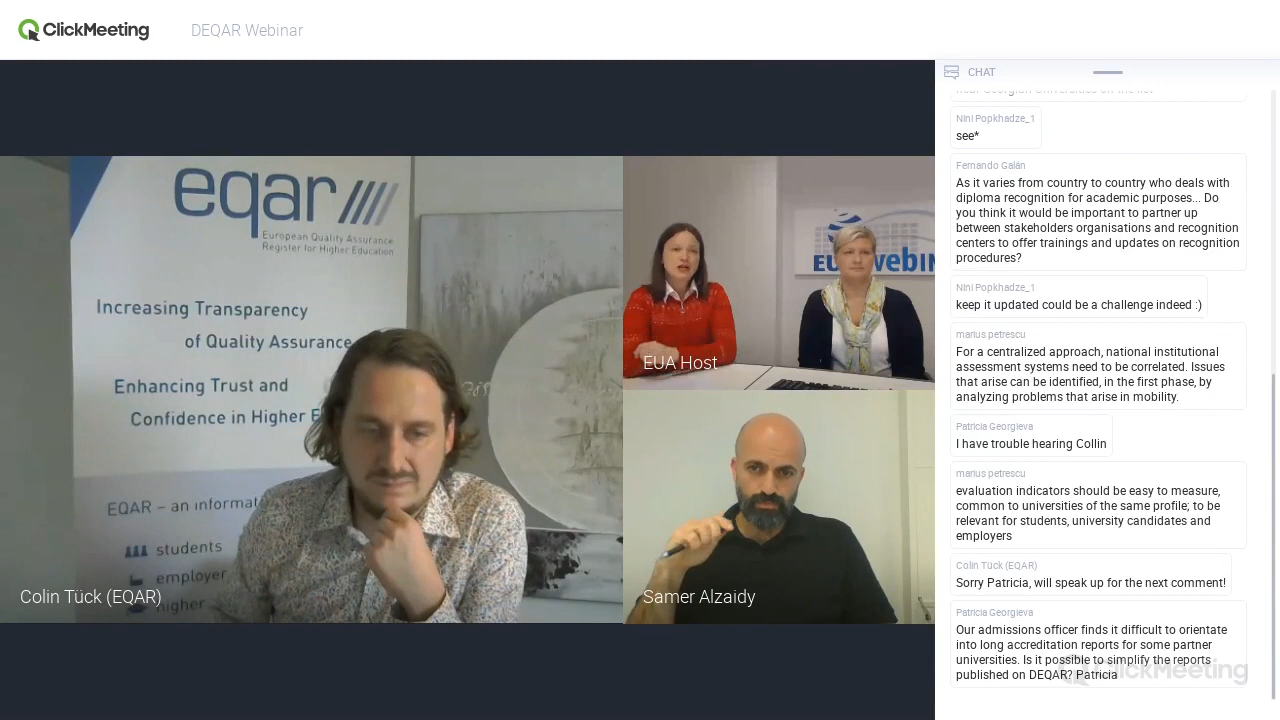 ClickMeeting
DEQAR Webinar
eqar
European Quality Assurance
Register for Higher Education
Increasing Transparency
of Quality Assurance
Enhancing Trust and
Confidence in Higher E
EQAR – an informat
students
employer
higher
Colin Tück (EQAR)
EUA Host
Samer Alzaidy
CHAT
Nini Popkhadze_1
see*
Fernando Galán
As it varies from country to country who deals with
diploma recognition for academic purposes... Do
you think it would be important to partner up
between stakeholders organisations and recognition
centers to offer trainings and updates on recognition
procedures?
Nini Popkhadze_1
keep it updated could be a challenge indeed :)
marius petrescu
For a centralized approach, national institutional
assessment systems need to be correlated. Issues
that arise can be identified, in the first phase, by
analyzing problems that arise in mobility.
Patricia Georgieva
I have trouble hearing Collin
marius petrescu
evaluation indicators should be easy to measure,
common to universities of the same profile; to be
relevant for students, university candidates and
employers
Colin Tück (EQAR)
Sorry Patricia, will speak up for the next comment!
Patricia Georgieva
Our admissions officer finds it difficult to orientate
into long accreditation reports for some partner
universities. Is it possible to simplify the reports
published on DEQAR? Patricia
ClickMeeting